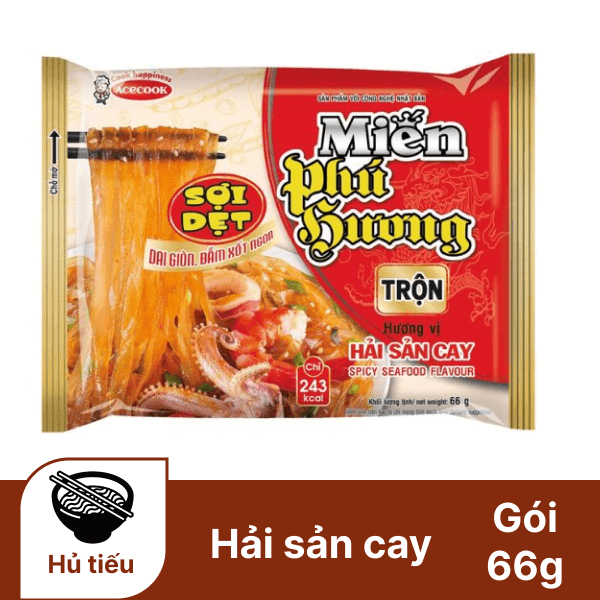 Cook happiness
ACECOOK
Chỗ mở
SẢN PHẨM VỚI CÔNG NGHỆ NHẬT BẢN
Miến
Phú
Hương
SỢI
DẸT
DAI GIÒN, ĐẪM XỐT NGON
TRỘN
Hương vị
HẢI SẢN CAY
SPICY SEAFOOD FLAVOUR
Chỉ
243
kcal
Khối lượng tịnh/ net weight: 66 g
Hủ tiếu
Hải sản cay
Gói
66g